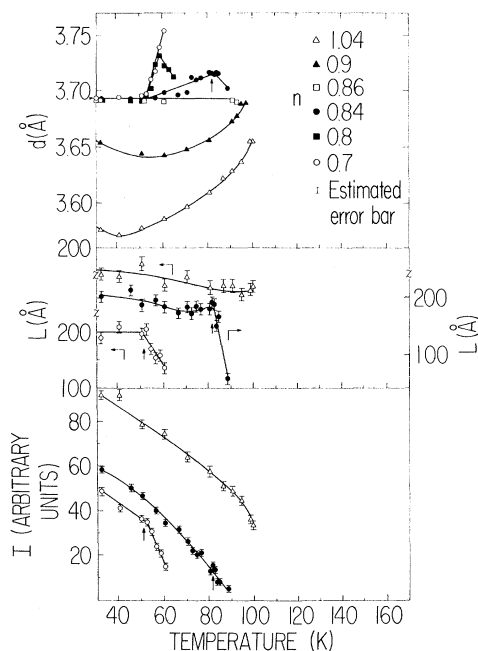 3.75
3.70
3.65
3.60
d(Å)
n
△ 1.04
▲ 0.9
□ 0.86
● 0.84
■ 0.8
○ 0.7
I Estimated
error bar
200
200
100
L(Å)
200
100
L(Å)
80
60
40
20
I (ARBITRARY
UNITS)
40 60 80 100 120 140 160
TEMPERATURE (K)